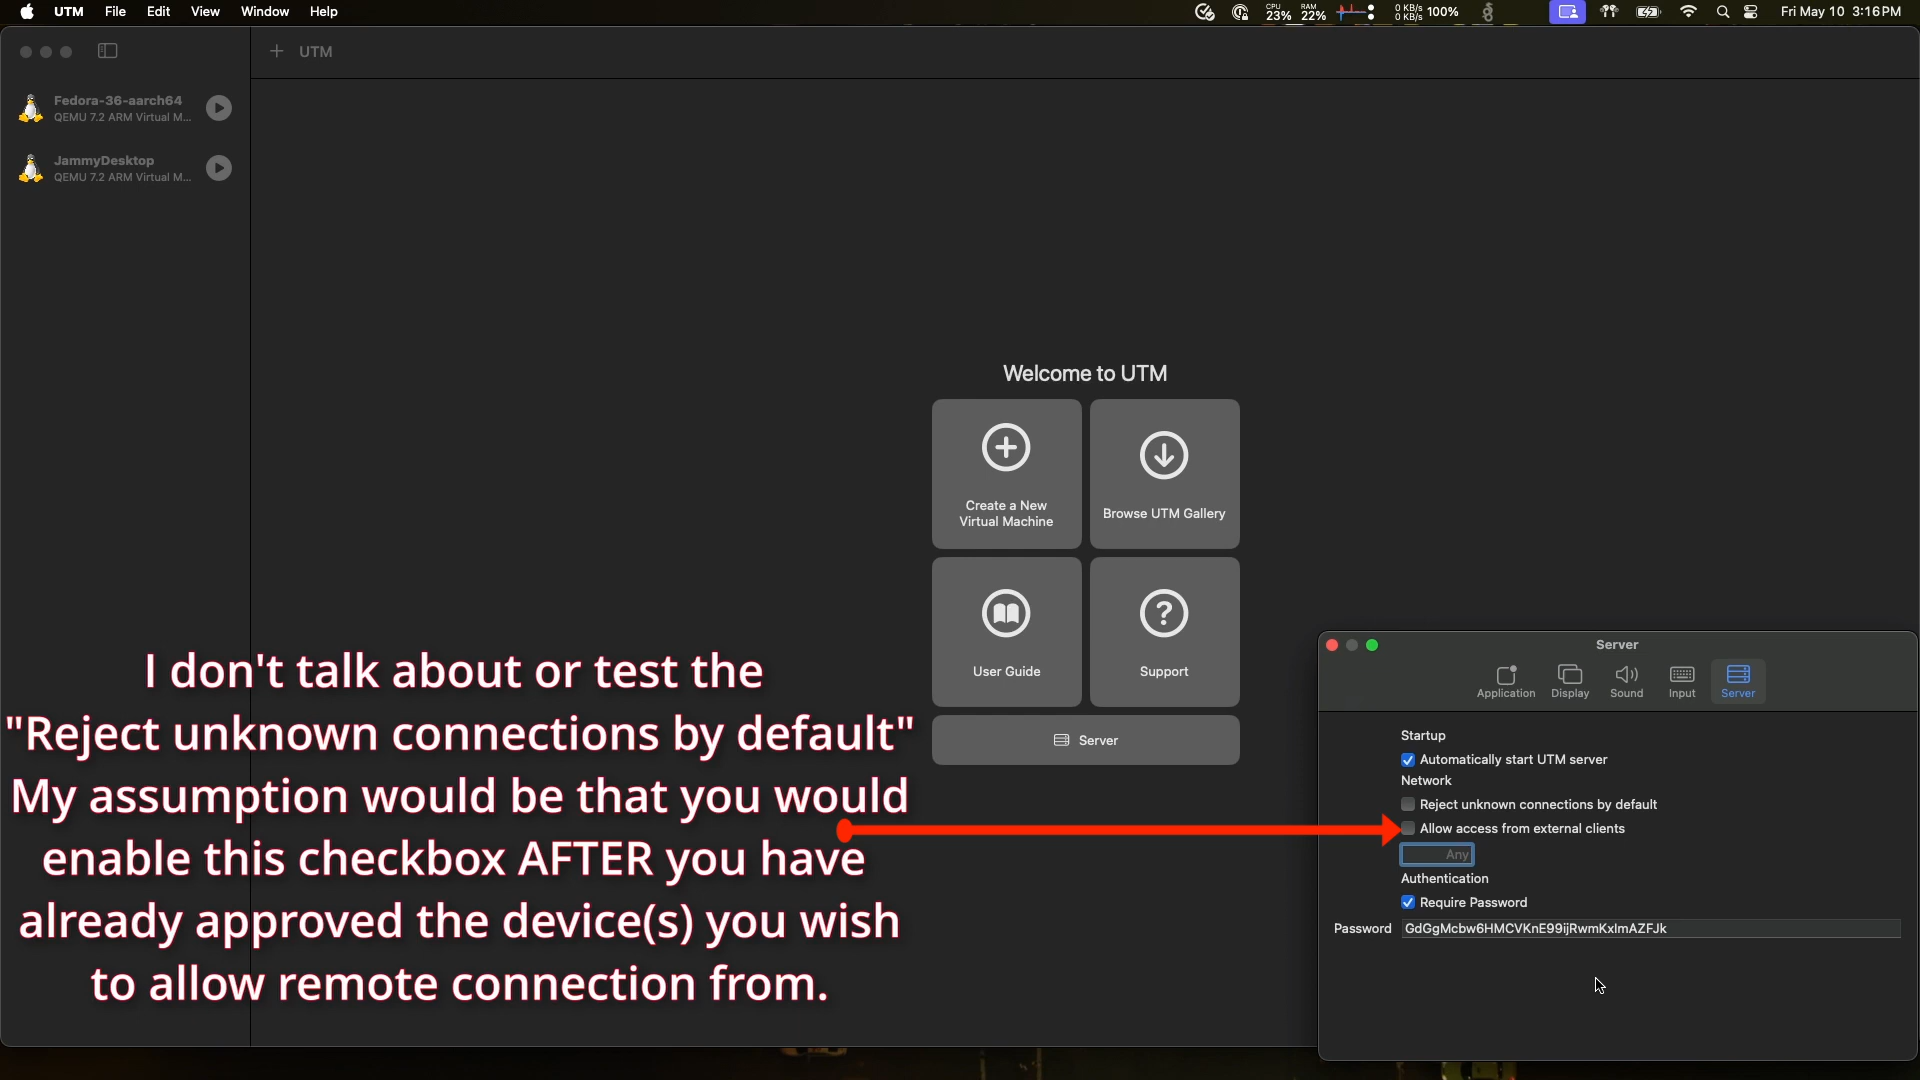 UTM File Edit View Window Help
CPU 23% RAM 22% 0 KB/s 0 KB/s 100% Fri May 10 3:16 PM
UTM
Fedora-36-aarch64
QEMU 7.2 ARM Virtual M...
JammyDesktop
QEMU 7.2 ARM Virtual M...
Welcome to UTM
Create a New
Virtual Machine
Browse UTM Gallery
User Guide
Support
Server
I don't talk about or test the
"Reject unknown connections by default"
My assumption would be that you would
enable this checkbox AFTER you have
already approved the device(s) you wish
to allow remote connection from.
Server
Application Display Sound Input Server
Startup
Automatically start UTM server
Network
Reject unknown connections by default
Allow access from external clients
Any
Authentication
Require Password
Password GdGgMcbw6HMCVKnE99ijRwmKxImAZFJk